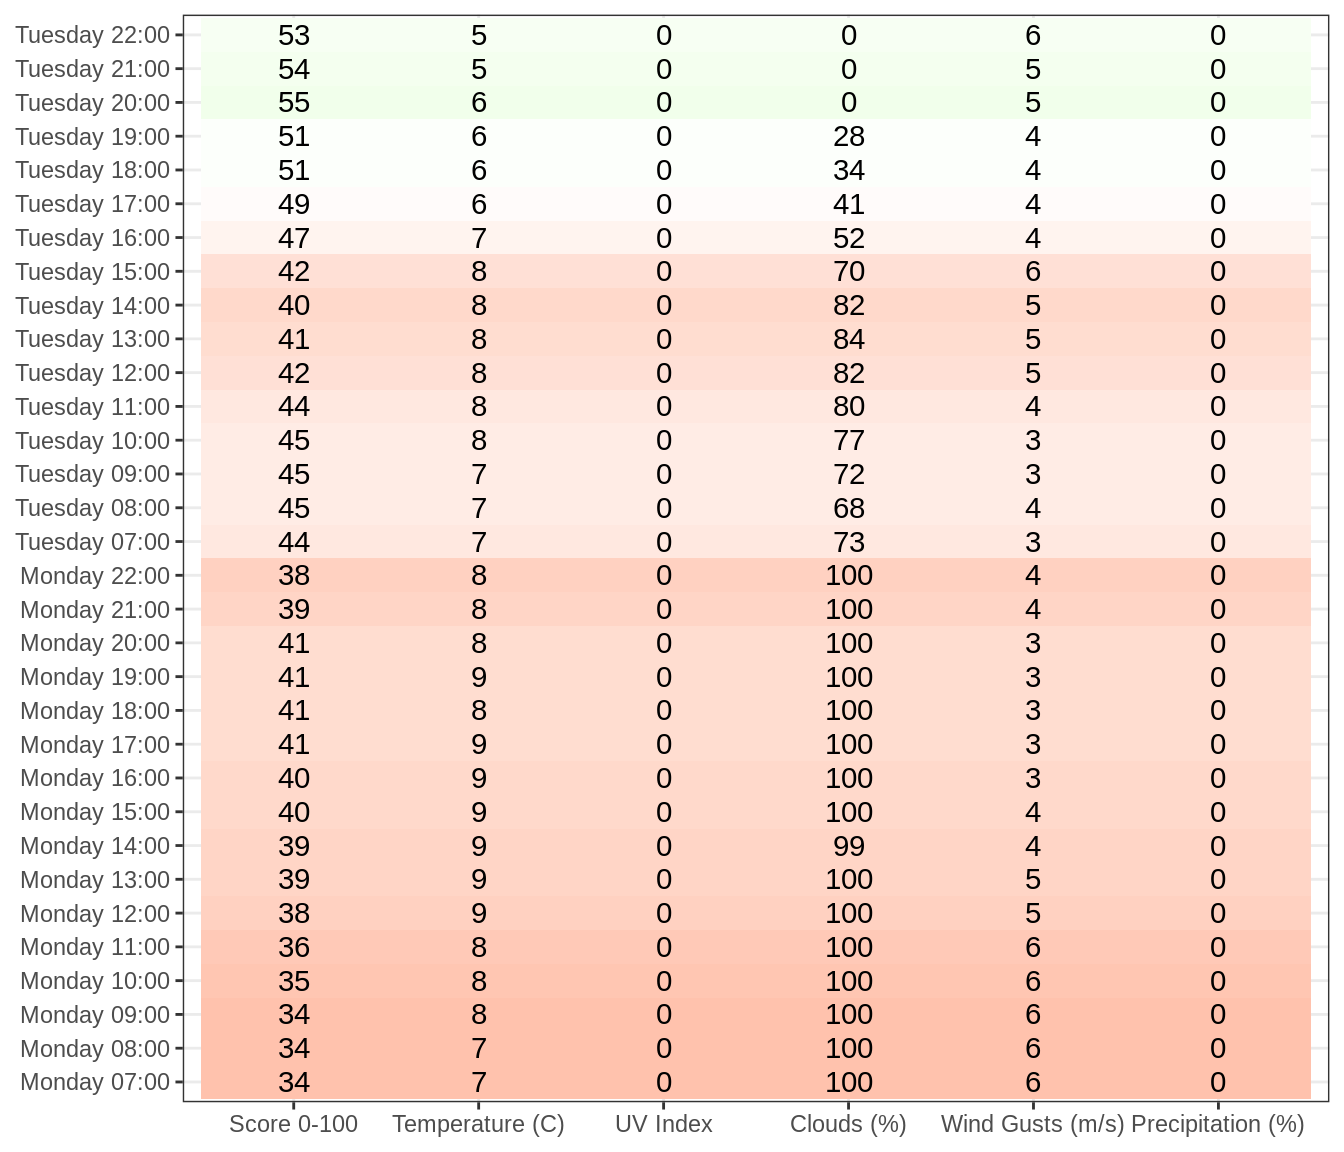 Tuesday 22:00 53 5 0 0 6 0
Tuesday 21:00 54 5 0 0 5 0
Tuesday 20:00 55 6 0 0 5 0
Tuesday 19:00 51 6 0 28 4 0
Tuesday 18:00 51 6 0 34 4 0
Tuesday 17:00 49 6 0 41 4 0
Tuesday 16:00 47 7 0 52 4 0
Tuesday 15:00 42 8 0 70 6 0
Tuesday 14:00 40 8 0 82 5 0
Tuesday 13:00 41 8 0 84 5 0
Tuesday 12:00 42 8 0 82 5 0
Tuesday 11:00 44 8 0 80 4 0
Tuesday 10:00 45 8 0 77 3 0
Tuesday 09:00 45 7 0 72 3 0
Tuesday 08:00 45 7 0 68 4 0
Tuesday 07:00 44 7 0 73 3 0
Monday 22:00 38 8 0 100 4 0
Monday 21:00 39 8 0 100 4 0
Monday 20:00 41 8 0 100 3 0
Monday 19:00 41 9 0 100 3 0
Monday 18:00 41 8 0 100 3 0
Monday 17:00 41 9 0 100 3 0
Monday 16:00 40 9 0 100 3 0
Monday 15:00 40 9 0 100 4 0
Monday 14:00 39 9 0 99 4 0
Monday 13:00 39 9 0 100 5 0
Monday 12:00 38 9 0 100 5 0
Monday 11:00 36 8 0 100 6 0
Monday 10:00 35 8 0 100 6 0
Monday 09:00 34 8 0 100 6 0
Monday 08:00 34 7 0 100 6 0
Monday 07:00 34 7 0 100 6 0
Score 0-100 Temperature (C) UV Index Clouds (%) Wind Gusts (m/s) Precipitation (%)